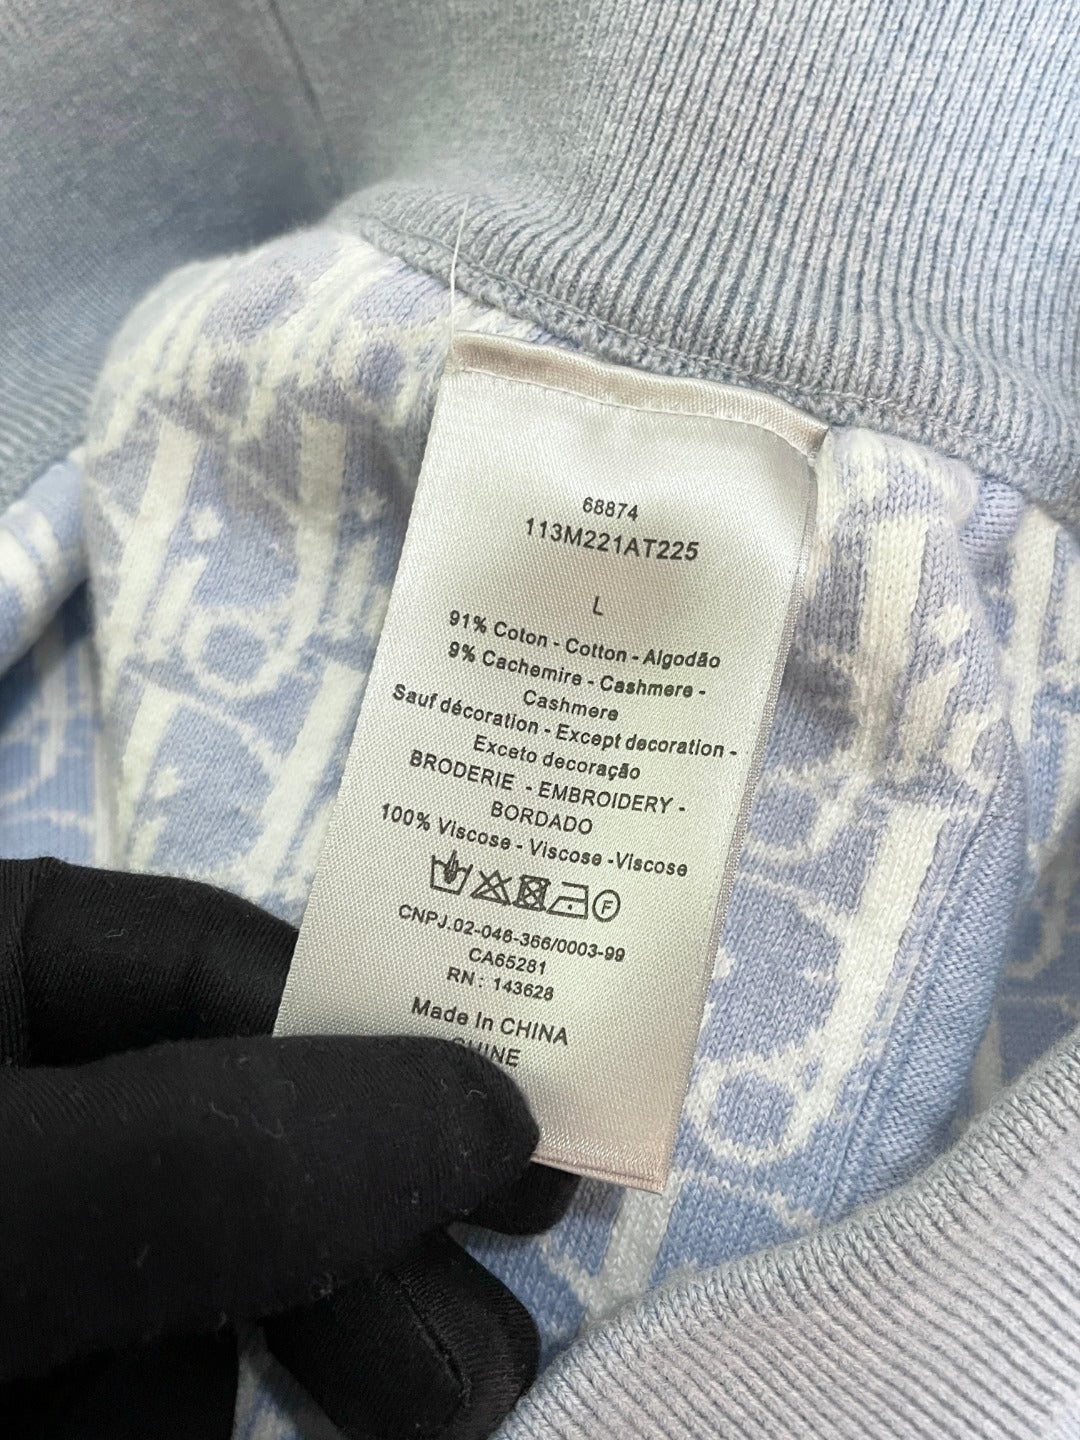 68874
113M221AT225
L
91% Coton - Cotton - Algodão
9% Cachemire - Cashmere -
Cashmere
Sauf décoration - Except decoration -
Exceto decoração
BRODERIE - EMBROIDERY -
BORDADO
100% Viscose - Viscose -Viscose
F
CNPJ.02-046-366/0003-99
CA65281
RN: 143628
Made In CHINA
CHINE